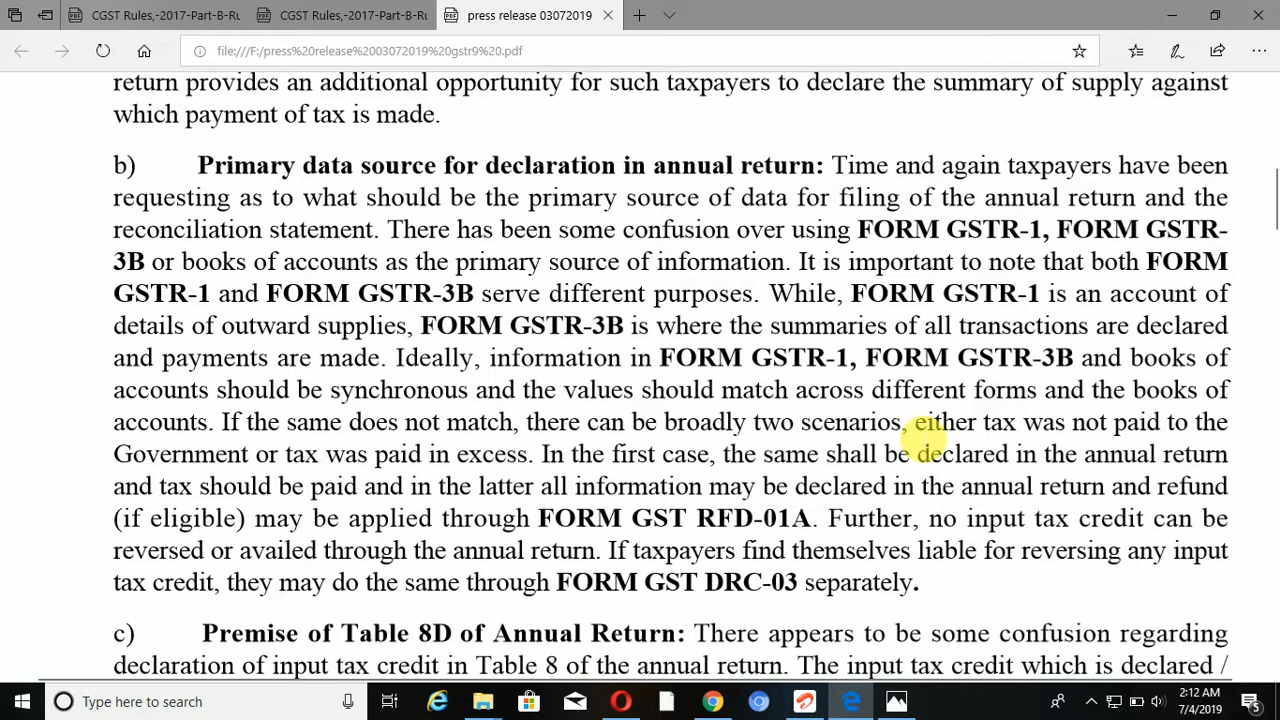 CGST Rules,-2017-Part-B-Ru
CGST Rules,-2017-Part-B-Ru
press release 03072019
file:///F:/press%20release%2003072019%20gstr9%20.pdf
return provides an additional opportunity for such taxpayers to declare the summary of supply against
which payment of tax is made.
b) Primary data source for declaration in annual return: Time and again taxpayers have been
requesting as to what should be the primary source of data for filing of the annual return and the
reconciliation statement. There has been some confusion over using FORM GSTR-1, FORM GSTR-
3B or books of accounts as the primary source of information. It is important to note that both FORM
GSTR-1 and FORM GSTR-3B serve different purposes. While, FORM GSTR-1 is an account of
details of outward supplies, FORM GSTR-3B is where the summaries of all transactions are declared
and payments are made. Ideally, information in FORM GSTR-1, FORM GSTR-3B and books of
accounts should be synchronous and the values should match across different forms and the books of
accounts. If the same does not match, there can be broadly two scenarios, either tax was not paid to the
Government or tax was paid in excess. In the first case, the same shall be declared in the annual return
and tax should be paid and in the latter all information may be declared in the annual return and refund
(if eligible) may be applied through FORM GST RFD-01A. Further, no input tax credit can be
reversed or availed through the annual return. If taxpayers find themselves liable for reversing any input
tax credit, they may do the same through FORM GST DRC-03 separately.
c) Premise of Table 8D of Annual Return: There appears to be some confusion regarding
declaration of input tax credit in Table 8 of the annual return. The input tax credit which is declared /
Type here to search
2:12 AM
7/4/2019
5